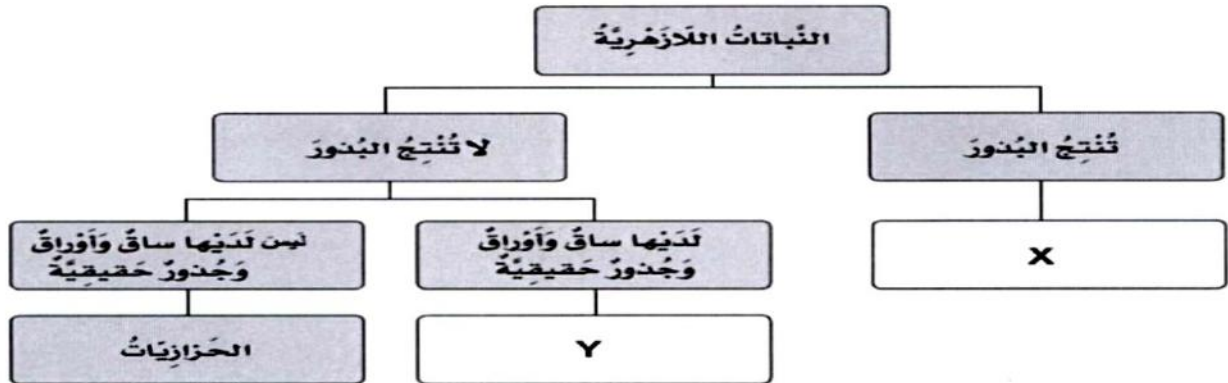 النَّباتاتُ اللَّازَهْرِيَّةُ
تُنْتِجُ البُذورَ
لا تُنْتِجُ البُذورَ
X
لَدَيْها ساقٌ وَأَوْراقٌ
وَجُذورٌ حَقيقِيَّةٌ
ليس لَدَيْها ساقٌ وَأَوْراقٌ
وَجُذورٌ حَقيقِيَّةٌ
Y
الحَزازِيّاتُ